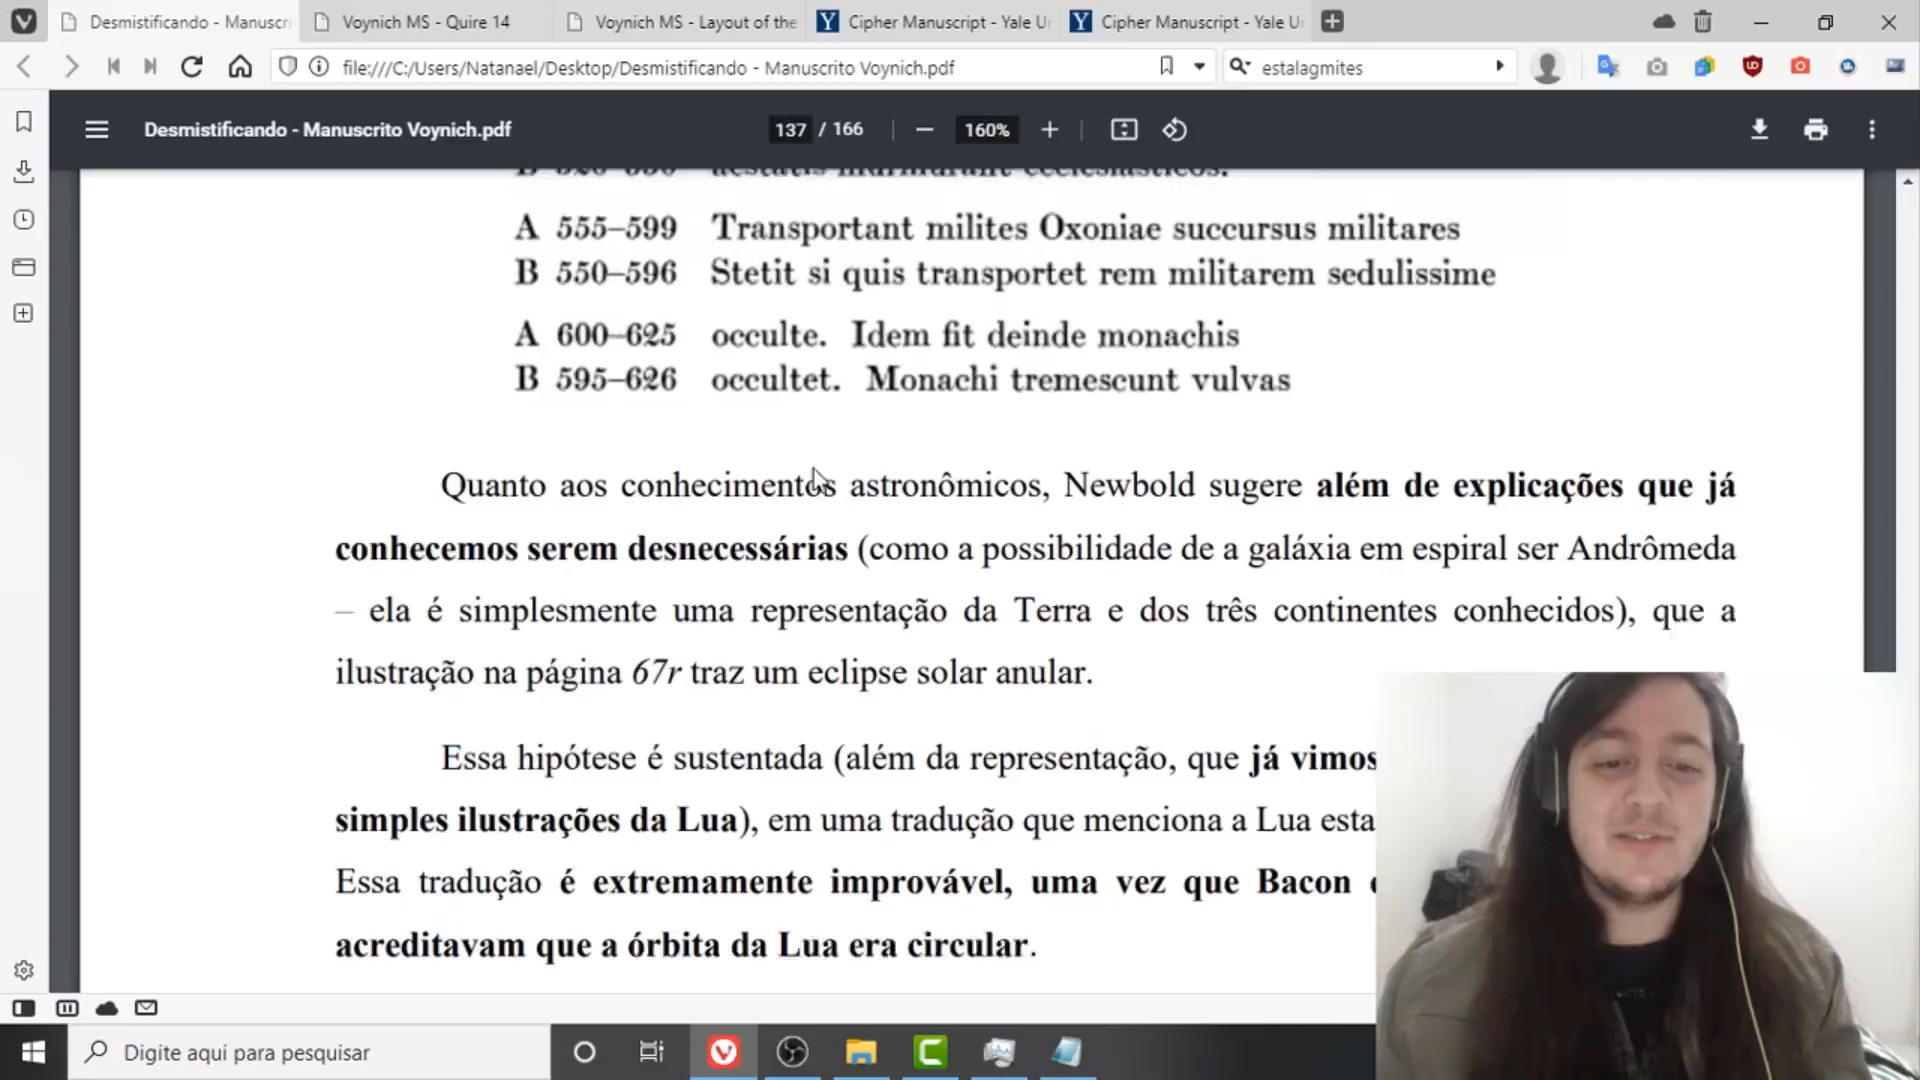 Desmistificando - Manuscri
Voynich MS - Quire 14
Voynich MS - Layout of the
Cipher Manuscript - Yale Ur
Cipher Manuscript - Yale Ur
file:///C:/Users/Natanael/Desktop/Desmistificando - Manuscrito Voynich.pdf
estalagmites
Desmistificando - Manuscrito Voynich.pdf
137 / 166
160%
A 555–599 Transportant milites Oxoniae succursus militares
B 550–596 Stetit si quis transportet rem militarem sedulissime
A 600–625 occulte. Idem fit deinde monachis
B 595–626 occultet. Monachi tremescunt vulvas
Quanto aos conhecimentos astronômicos, Newbold sugere além de explicações que já
conhecemos serem desnecessárias (como a possibilidade de a galáxia em espiral ser Andrômeda
– ela é simplesmente uma representação da Terra e dos três continentes conhecidos), que a
ilustração na página 67r traz um eclipse solar anular.
Essa hipótese é sustentada (além da representação, que já vimos
simples ilustrações da Lua), em uma tradução que menciona a Lua esta
Essa tradução é extremamente improvável, uma vez que Bacon
acreditavam que a órbita da Lua era circular.
Digite aqui para pesquisar